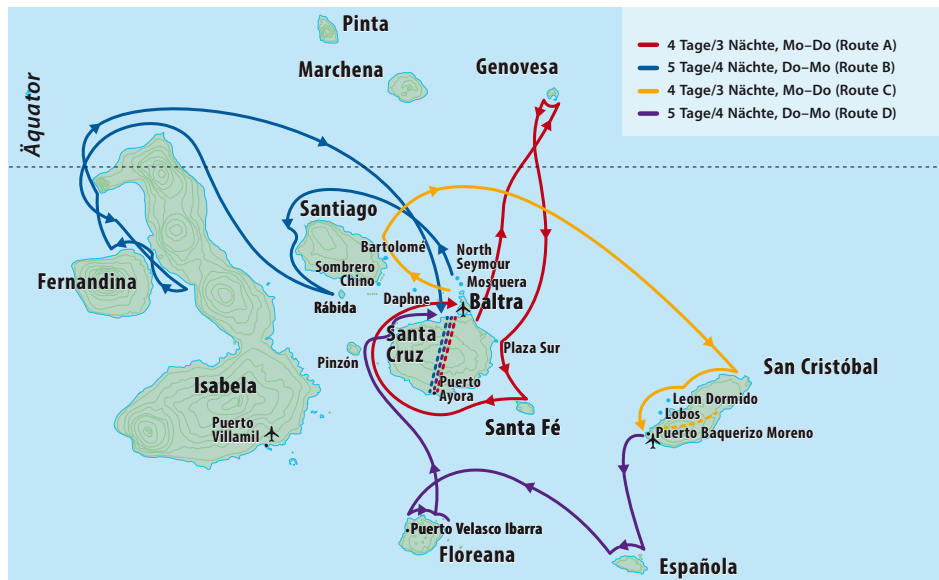 Pinta
Marchena
Genovesa
4 Tage/3 Nächte, Mo–Do (Route A)
5 Tage/4 Nächte, Do–Mo (Route B)
4 Tage/3 Nächte, Mo–Do (Route C)
5 Tage/4 Nächte, Do–Mo (Route D)
Äquator
Santiago
Bartolomé
North
Seymour
Sombrero
Chino
Mosquera
Fernandina
Rábida
Daphne
Baltra
Santa
Cruz
Plaza Sur
Pinzón
Isabela
Puerto
Ayora
San Cristóbal
Leon Dormido
Lobos
Puerto
Villamil
Santa Fé
Puerto Baquerizo Moreno
Puerto Velasco Ibarra
Floreana
Española